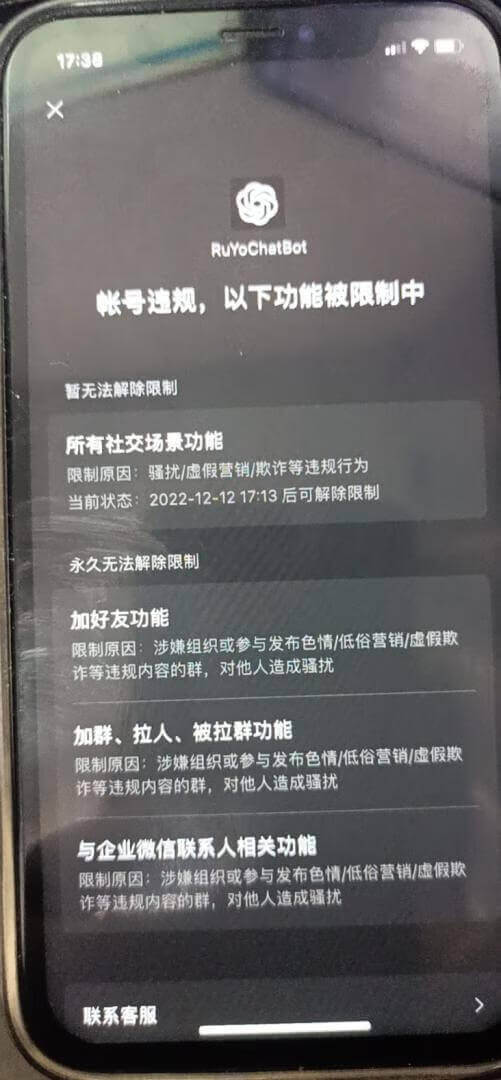 17:38
RuYoChatBot
帐号违规，以下功能被限制中
暂无法解除限制
所有社交场景功能
限制原因：骚扰/虚假营销/欺诈等违规行为
当前状态：2022-12-12 17:13 后可解除限制
永久无法解除限制
加好友功能
限制原因：涉嫌组织或参与发布色情/低俗营销/虚假欺
诈等违规内容的群，对他人造成骚扰
加群、拉人、被拉群功能
限制原因：涉嫌组织或参与发布色情/低俗营销/虚假欺
诈等违规内容的群，对他人造成骚扰
与企业微信联系人相关功能
限制原因：涉嫌组织或参与发布色情/低俗营销/虚假欺
诈等违规内容的群，对他人造成骚扰
联系客服